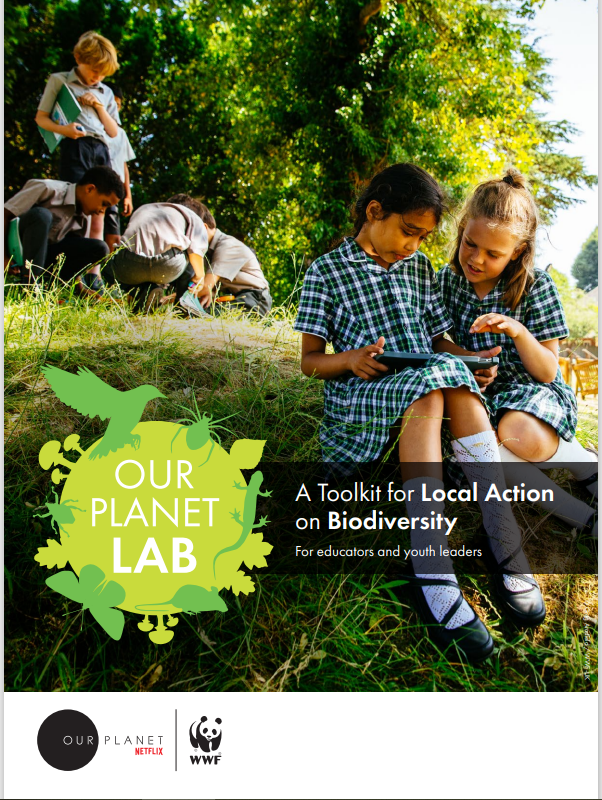 OUR
PLANET
LAB
A Toolkit for Local Action
on Biodiversity
For educators and youth leaders
OUR PLANET
NETFLIX
WWF